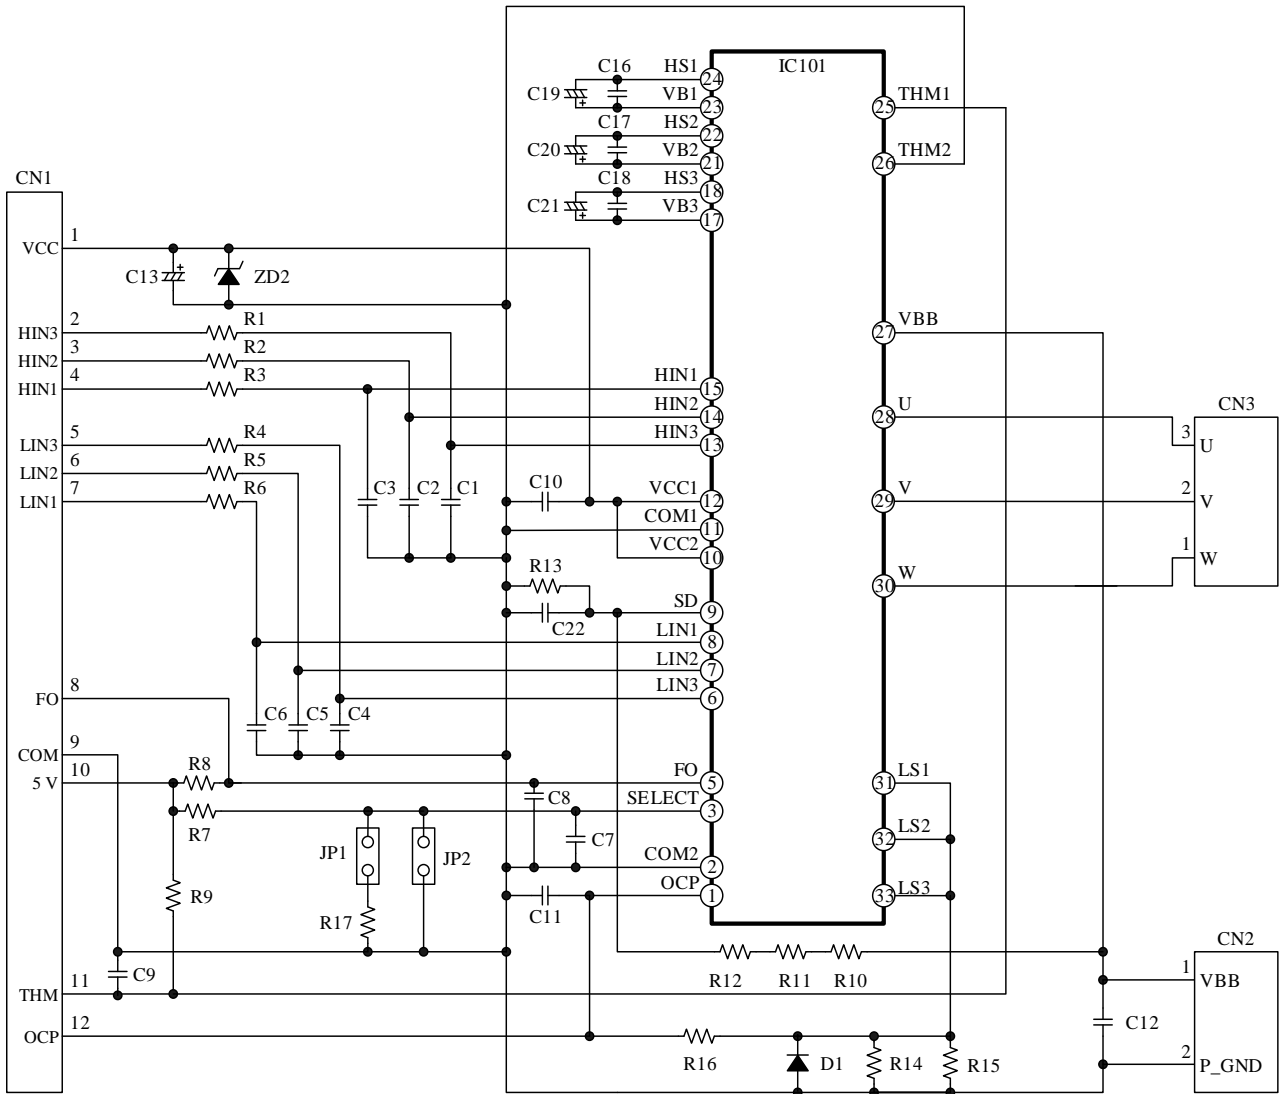 IC101
C16
HS1
24
C19
VB1
23
25
THM1
C17
HS2
22
C20
VB2
21
26
THM2
C18
HS3
18
C21
VB3
17
CN1
VCC
1
C13
ZD2
HIN3
2
R1
27
VBB
HIN2
3
R2
HIN1
4
R3
HIN1
15
HIN2
14
28
U
CN3
LIN3
5
R4
HIN3
13
3
U
LIN2
6
R5
LIN1
7
R6
C3
C2
C1
C10
VCC1
12
29
V
2
V
COM1
11
VCC2
10
1
W
R13
30
W
SD
9
C22
LIN1
8
LIN2
7
LIN3
6
FO
8
C6
C5
C4
COM
9
5 V
10
R8
FO
5
31
LS1
C8
SELECT
3
R7
JP1
JP2
C7
32
LS2
COM2
2
R9
OCP
1
33
LS3
R17
C11
CN2
C9
R12
R11
R10
1
VBB
THM
11
OCP
12
C12
R16
D1
R14
R15
2
P_GND